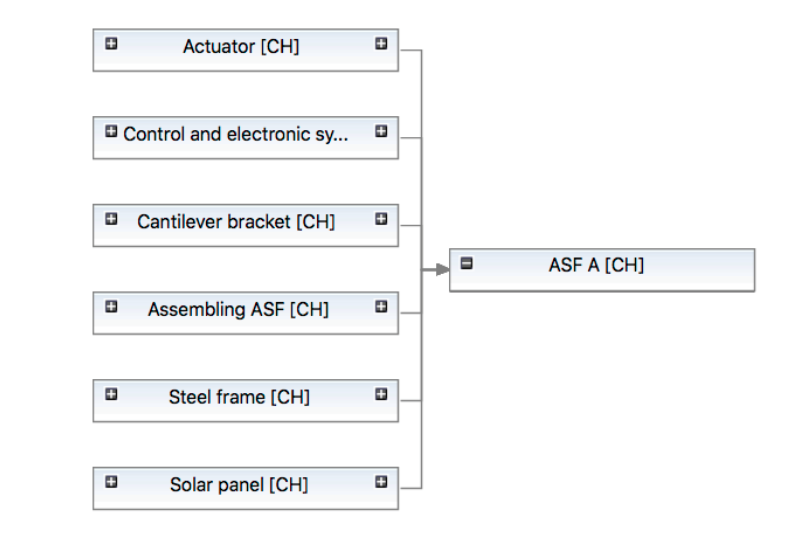 Actuator [CH]
Control and electronic sy...
Cantilever bracket [CH]
ASF A [CH]
Assembling ASF [CH]
Steel frame [CH]
Solar panel [CH]